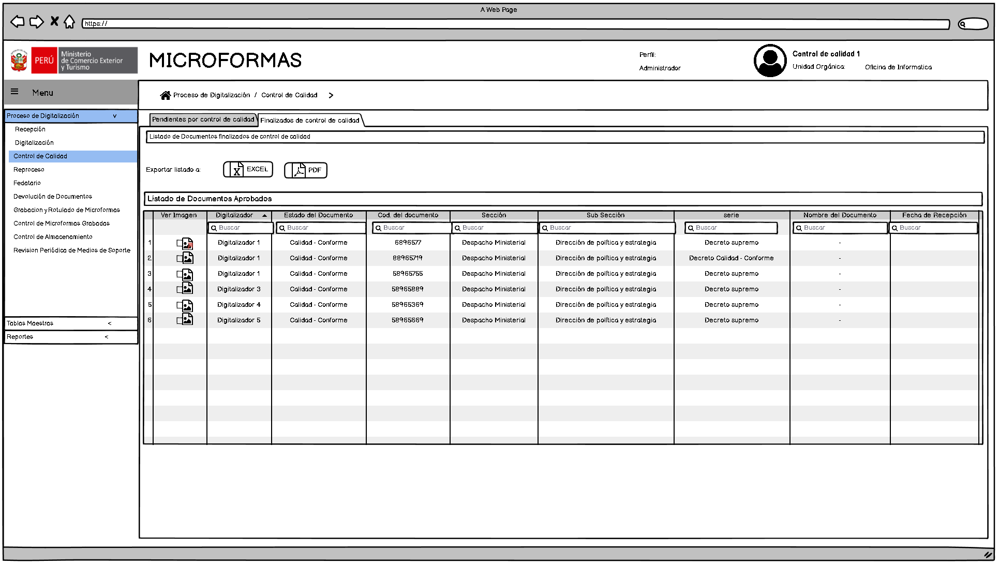 A Web Page
https://
PERÚ
Ministerio
de Comercio Exterior
y Turismo
MICROFORMAS
Perfil:
Administrador
Control de calidad 1
Unidad Orgánica: Oficina de Informatica
Menu
Proceso de Digitalización / Control de Calidad >
Proceso de Digitalización v
Recepción
Digitalización
Control de Calidad
Reproceso
Fedatario
Devolución de Documentos
Grabacion y Rotulado de Microformas
Control de Microformas Grabadas
Control de Almacenamiento
Revision Periódica de Medios de Soporte
Tablas Maestras <
Reportes <
Pendientes por control de calidad Finalizados de control de calidad
Listado de Documentos finalizados de control de calidad
Exportar listado a: EXCEL PDF
Listado de Documentos Aprobados
Ver Imagen Digitalizador Estado del Documento Cod. del documento Sección Sub Sección serie Nombre del Documento Fecha de Recepción
Buscar Buscar Buscar Buscar Buscar Buscar Buscar Buscar
1 Digitalizador 1 Calidad - Conforme 6896577 Despacho Ministerial Dirección de política y estrategia Decreto supremo -
2 Digitalizador 1 Calidad - Conforme 88965719 Despacho Ministerial Dirección de política y estrategia Decreto Calidad - Conforme -
3 Digitalizador 1 Calidad - Conforme 58965755 Despacho Ministerial Dirección de política y estrategia Decreto supremo -
4 Digitalizador 3 Calidad - Conforme 58965889 Despacho Ministerial Dirección de política y estrategia Decreto supremo -
5 Digitalizador 4 Calidad - Conforme 58965369 Despacho Ministerial Dirección de política y estrategia Decreto supremo -
6 Digitalizador 5 Calidad - Conforme 58965669 Despacho Ministerial Dirección de política y estrategia Decreto supremo -